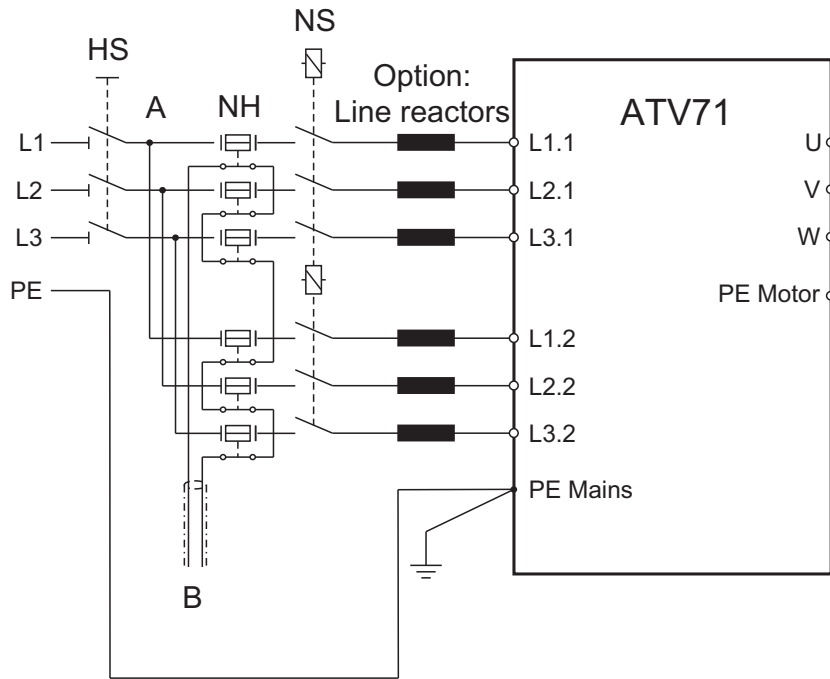 HS
NS
A
NH
Option:
Line reactors
ATV71
L1
L1.1
U
L2
L2.1
V
L3
L3.1
W
PE
PE Motor
L1.2
L2.2
L3.2
PE Mains
B